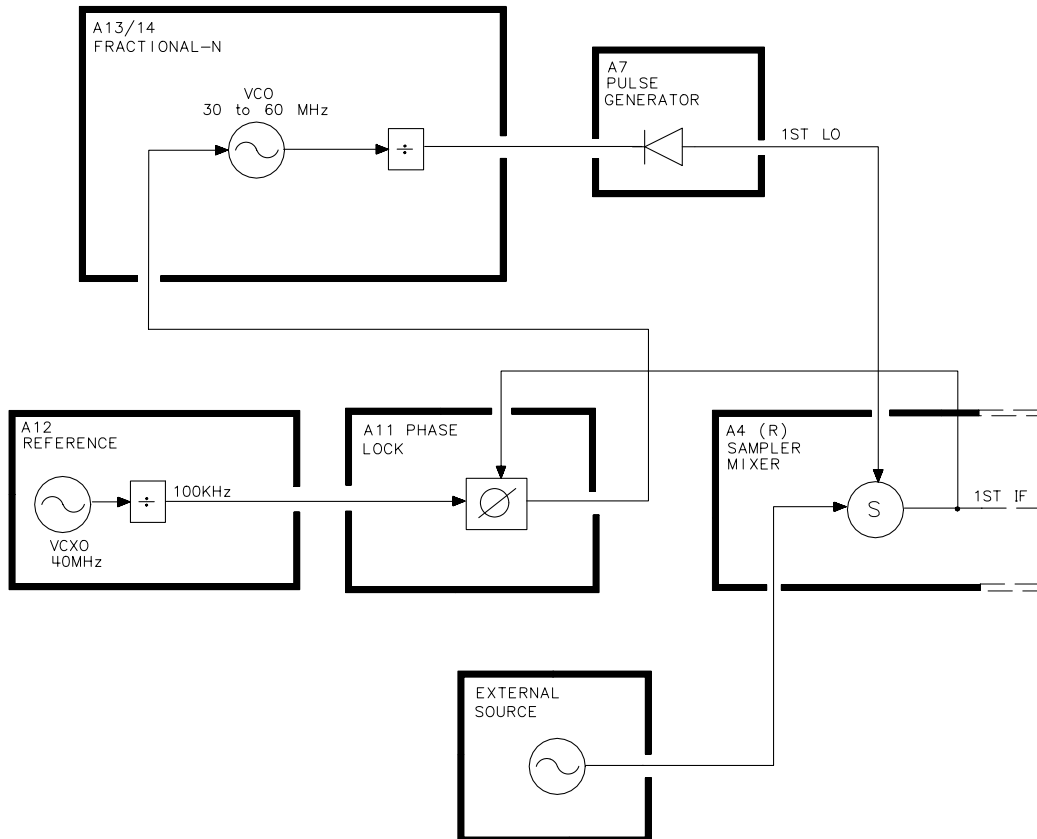 A13/14
FRACTIONAL-N
VCO
30 to 60 MHz
÷
A7
PULSE
GENERATOR
1ST LO
A12
REFERENCE
÷
100KHz
VCXO
40MHz
A11 PHASE
LOCK
A4 (R)
SAMPLER
MIXER
S
1ST IF
EXTERNAL
SOURCE